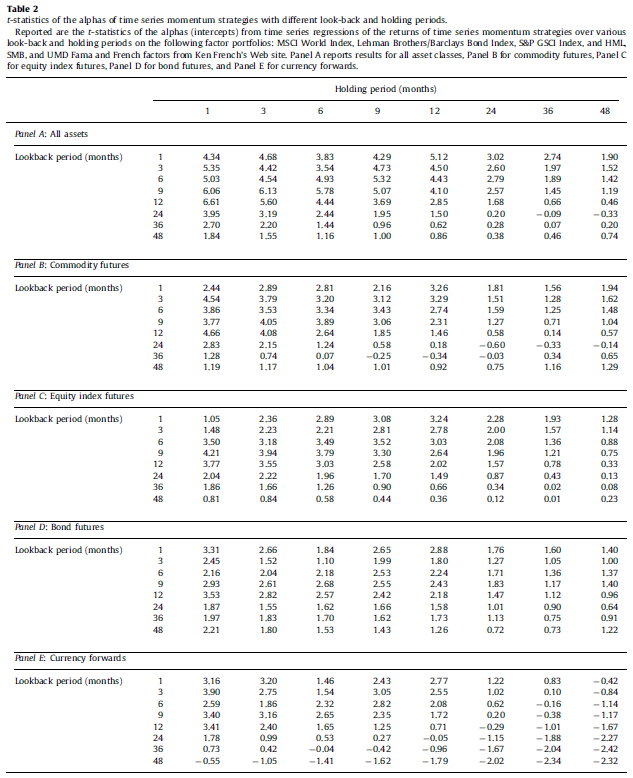 Table 2
t-statistics of the alphas of time series momentum strategies with different look-back and holding periods.
Reported are the t-statistics of the alphas (intercepts) from time series regressions of the returns of time series momentum strategies over various
look-back and holding periods on the following factor portfolios: MSCI World Index, Lehman Brothers/Barclays Bond Index, S&P GSCI Index, and HML,
SMB, and UMD Fama and French factors from Ken French's Web site. Panel A reports results for all asset classes, Panel B for commodity futures, Panel C
for equity index futures, Panel D for bond futures, and Panel E for currency forwards.
Holding period (months)
1 3 6 9 12 24 36 48
Panel A: All assets
Lookback period (months) 1 4.34 4.68 3.83 4.29 5.12 3.02 2.74 1.90
3 5.35 4.42 3.54 4.73 4.50 2.60 1.97 1.52
6 5.03 4.54 4.93 5.32 4.43 2.79 1.89 1.42
9 6.06 6.13 5.78 5.07 4.10 2.57 1.45 1.19
12 6.61 5.60 4.44 3.69 2.85 1.68 0.66 0.46
24 3.95 3.19 2.44 1.95 1.50 0.20 −0.09 −0.33
36 2.70 2.20 1.44 0.96 0.62 0.28 0.07 0.20
48 1.84 1.55 1.16 1.00 0.86 0.38 0.46 0.74
Panel B: Commodity futures
Lookback period (months) 1 2.44 2.89 2.81 2.16 3.26 1.81 1.56 1.94
3 4.54 3.79 3.20 3.12 3.29 1.51 1.28 1.62
6 3.86 3.53 3.34 3.43 2.74 1.59 1.25 1.48
9 3.77 4.05 3.89 3.06 2.31 1.27 0.71 1.04
12 4.66 4.08 2.64 1.85 1.46 0.58 0.14 0.57
24 2.83 2.15 1.24 0.58 0.18 −0.60 −0.33 −0.14
36 1.28 0.74 0.07 −0.25 −0.34 −0.03 0.34 0.65
48 1.19 1.17 1.04 1.01 0.92 0.75 1.16 1.29
Panel C: Equity index futures
Lookback period (months) 1 1.05 2.36 2.89 3.08 3.24 2.28 1.93 1.28
3 1.48 2.23 2.21 2.81 2.78 2.00 1.57 1.14
6 3.50 3.18 3.49 3.52 3.03 2.08 1.36 0.88
9 4.21 3.94 3.79 3.30 2.64 1.96 1.21 0.75
12 3.77 3.55 3.03 2.58 2.02 1.57 0.78 0.33
24 2.04 2.22 1.96 1.70 1.49 0.87 0.43 0.13
36 1.86 1.66 1.26 0.90 0.66 0.34 0.02 0.08
48 0.81 0.84 0.58 0.44 0.36 0.12 0.01 0.23
Panel D: Bond futures
Lookback period (months) 1 3.31 2.66 1.84 2.65 2.88 1.76 1.60 1.40
3 2.45 1.52 1.10 1.99 1.80 1.27 1.05 1.00
6 2.16 2.04 2.18 2.53 2.24 1.71 1.36 1.37
9 2.93 2.61 2.68 2.55 2.43 1.83 1.17 1.40
12 3.53 2.82 2.57 2.42 2.18 1.47 1.12 0.96
24 1.87 1.55 1.62 1.66 1.58 1.01 0.90 0.64
36 1.97 1.83 1.70 1.62 1.73 1.13 0.75 0.91
48 2.21 1.80 1.53 1.43 1.26 0.72 0.73 1.22
Panel E: Currency forwards
Lookback period (months) 1 3.16 3.20 1.46 2.43 2.77 1.22 0.83 −0.42
3 3.90 2.75 1.54 3.05 2.55 1.02 0.10 −0.84
6 2.59 1.86 2.32 2.82 2.08 0.62 −0.16 −1.14
9 3.40 3.16 2.65 2.35 1.72 0.20 −0.38 −1.17
12 3.41 2.40 1.65 1.25 0.71 −0.29 −1.01 −1.67
24 1.78 0.99 0.53 0.27 −0.05 −1.15 −1.88 −2.27
36 0.73 0.42 −0.04 −0.42 −0.96 −1.67 −2.04 −2.42
48 −0.55 −1.05 −1.41 −1.62 −1.79 −2.02 −2.34 −2.32